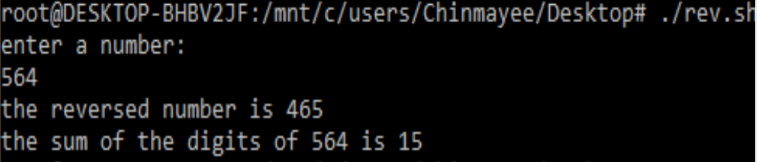 root@DESKTOP-BHBV2JF:/mnt/c/users/Chinmayee/Desktop# ./rev.sh
enter a number:
564
the reversed number is 465
the sum of the digits of 564 is 15